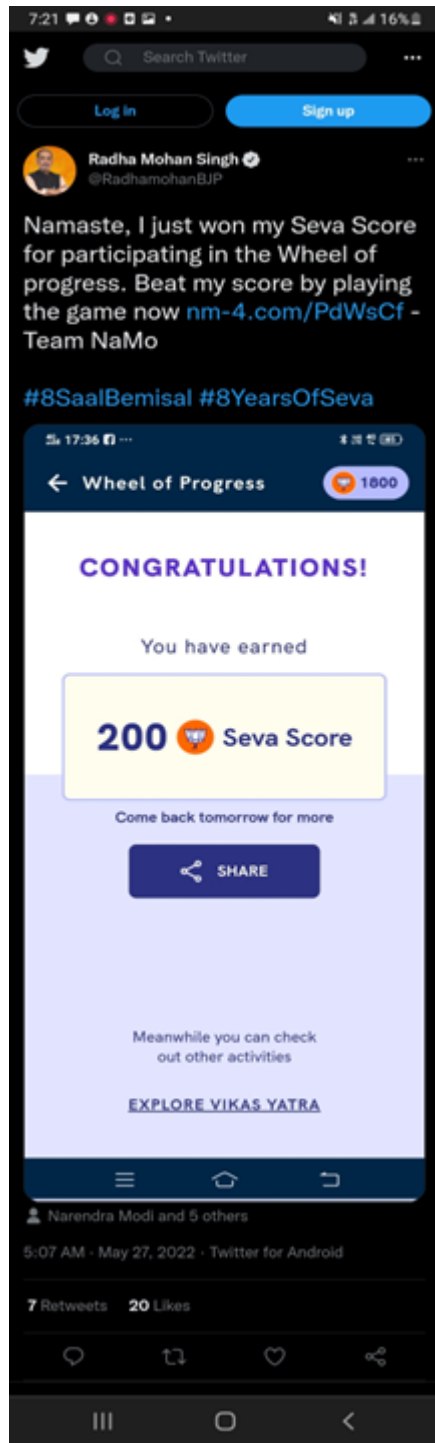 7:21
16%
Search Twitter
Log in
Sign up
Radha Mohan Singh
@RadhamohanBJP
Namaste, I just won my Seva Score
for participating in the Wheel of
progress. Beat my score by playing
the game now nm-4.com/PdWsCf -
Team NaMo
#8SaalBemisal #8YearsOfSeva
17:36
Wheel of Progress
1800
CONGRATULATIONS!
You have earned
200 Seva Score
Come back tomorrow for more
SHARE
Meanwhile you can check
out other activities
EXPLORE VIKAS YATRA
Narendra Modi and 5 others
5:07 AM · May 27, 2022 · Twitter for Android
7 Retweets 20 Likes